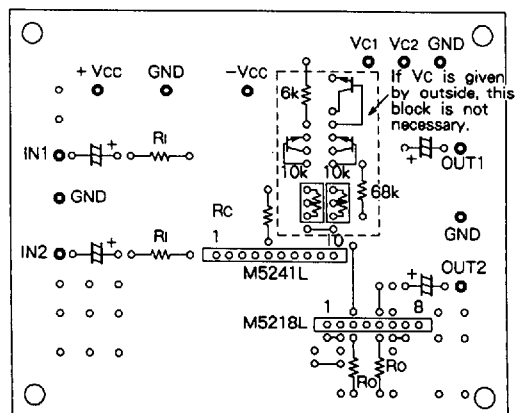 VC1 VC2 GND
+VCC GND -VCC
If VC is given
by outside, this
block is not
necessary.
6k
+
RI
IN1
+
OUT1
10k 10k
68k
GND
RC
GND
1 10
+
RI
IN2
M5241L
+
OUT2
1 8
M5218L
RO RO